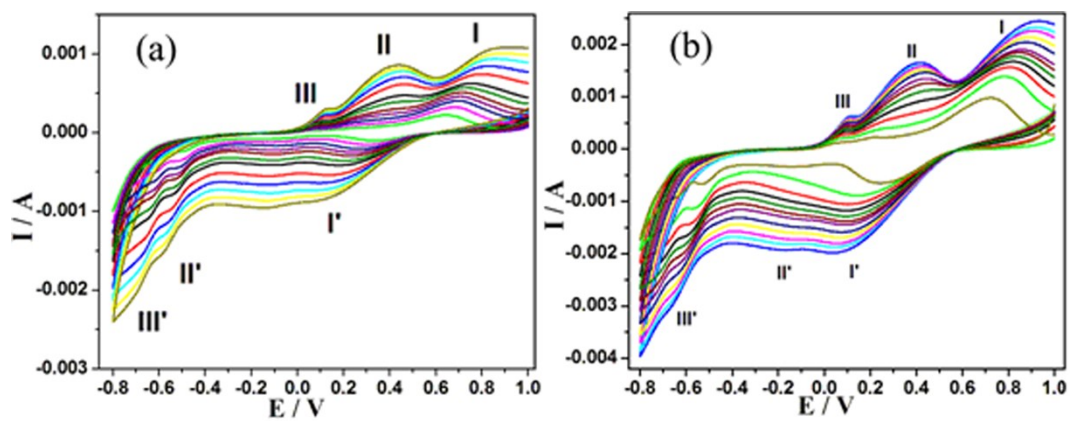 (a)
I
II
III
0.001
0.000
-0.001
-0.002
-0.003
I / A
I'
II'
III'
-0.8 -0.6 -0.4 -0.2 0.0 0.2 0.4 0.6 0.8 1.0
E / V
(b)
I
II
III
0.002
0.001
0.000
-0.001
-0.002
-0.003
-0.004
I / A
II' I'
III'
-0.8 -0.6 -0.4 -0.2 0.0 0.2 0.4 0.6 0.8 1.0
E / V